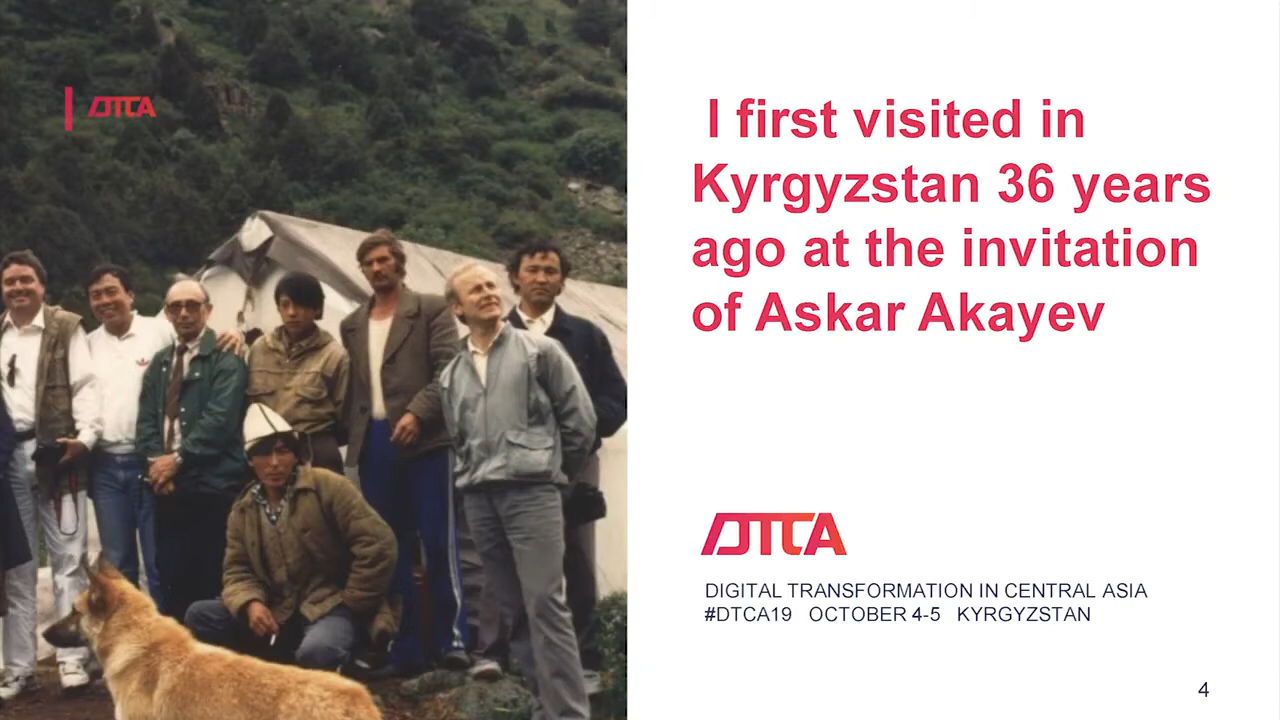 DTCA
I first visited in
Kyrgyzstan 36 years
ago at the invitation
of Askar Akayev
DTCA
DIGITAL TRANSFORMATION IN CENTRAL ASIA
#DTCA19 OCTOBER 4-5 KYRGYZSTAN
4